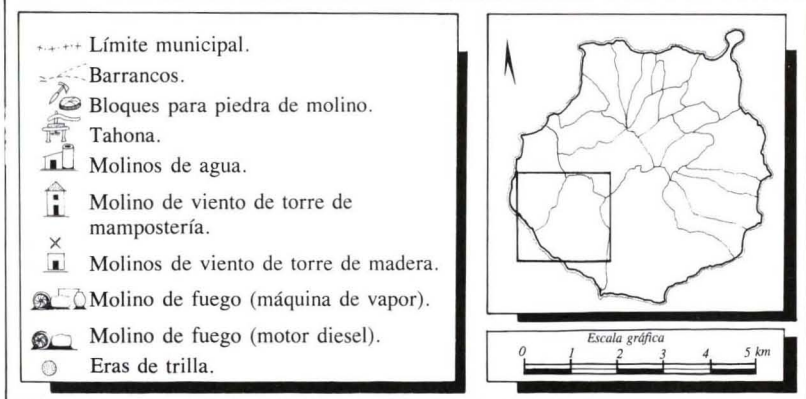 Límite municipal.
Barrancos.
Bloques para piedra de molino.
Tahona.
Molinos de agua.
Molino de viento de torre de
mampostería.
Molinos de viento de torre de madera.
Molino de fuego (máquina de vapor).
Molino de fuego (motor diesel).
Eras de trilla.
Escala gráfica
0 1 2 3 4 5 km